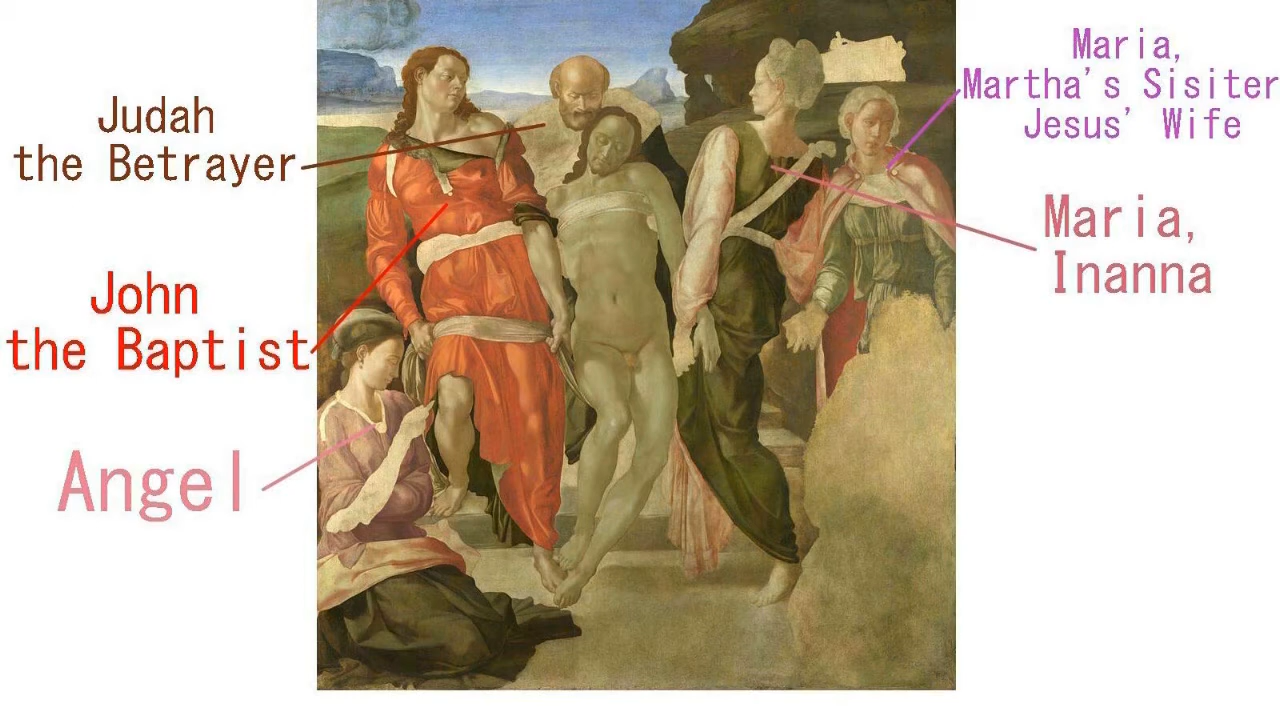 Judah
the Betrayer
John
the Baptist
Angel
Maria,
Martha's Sisiter
Jesus' Wife
Maria,
Inanna